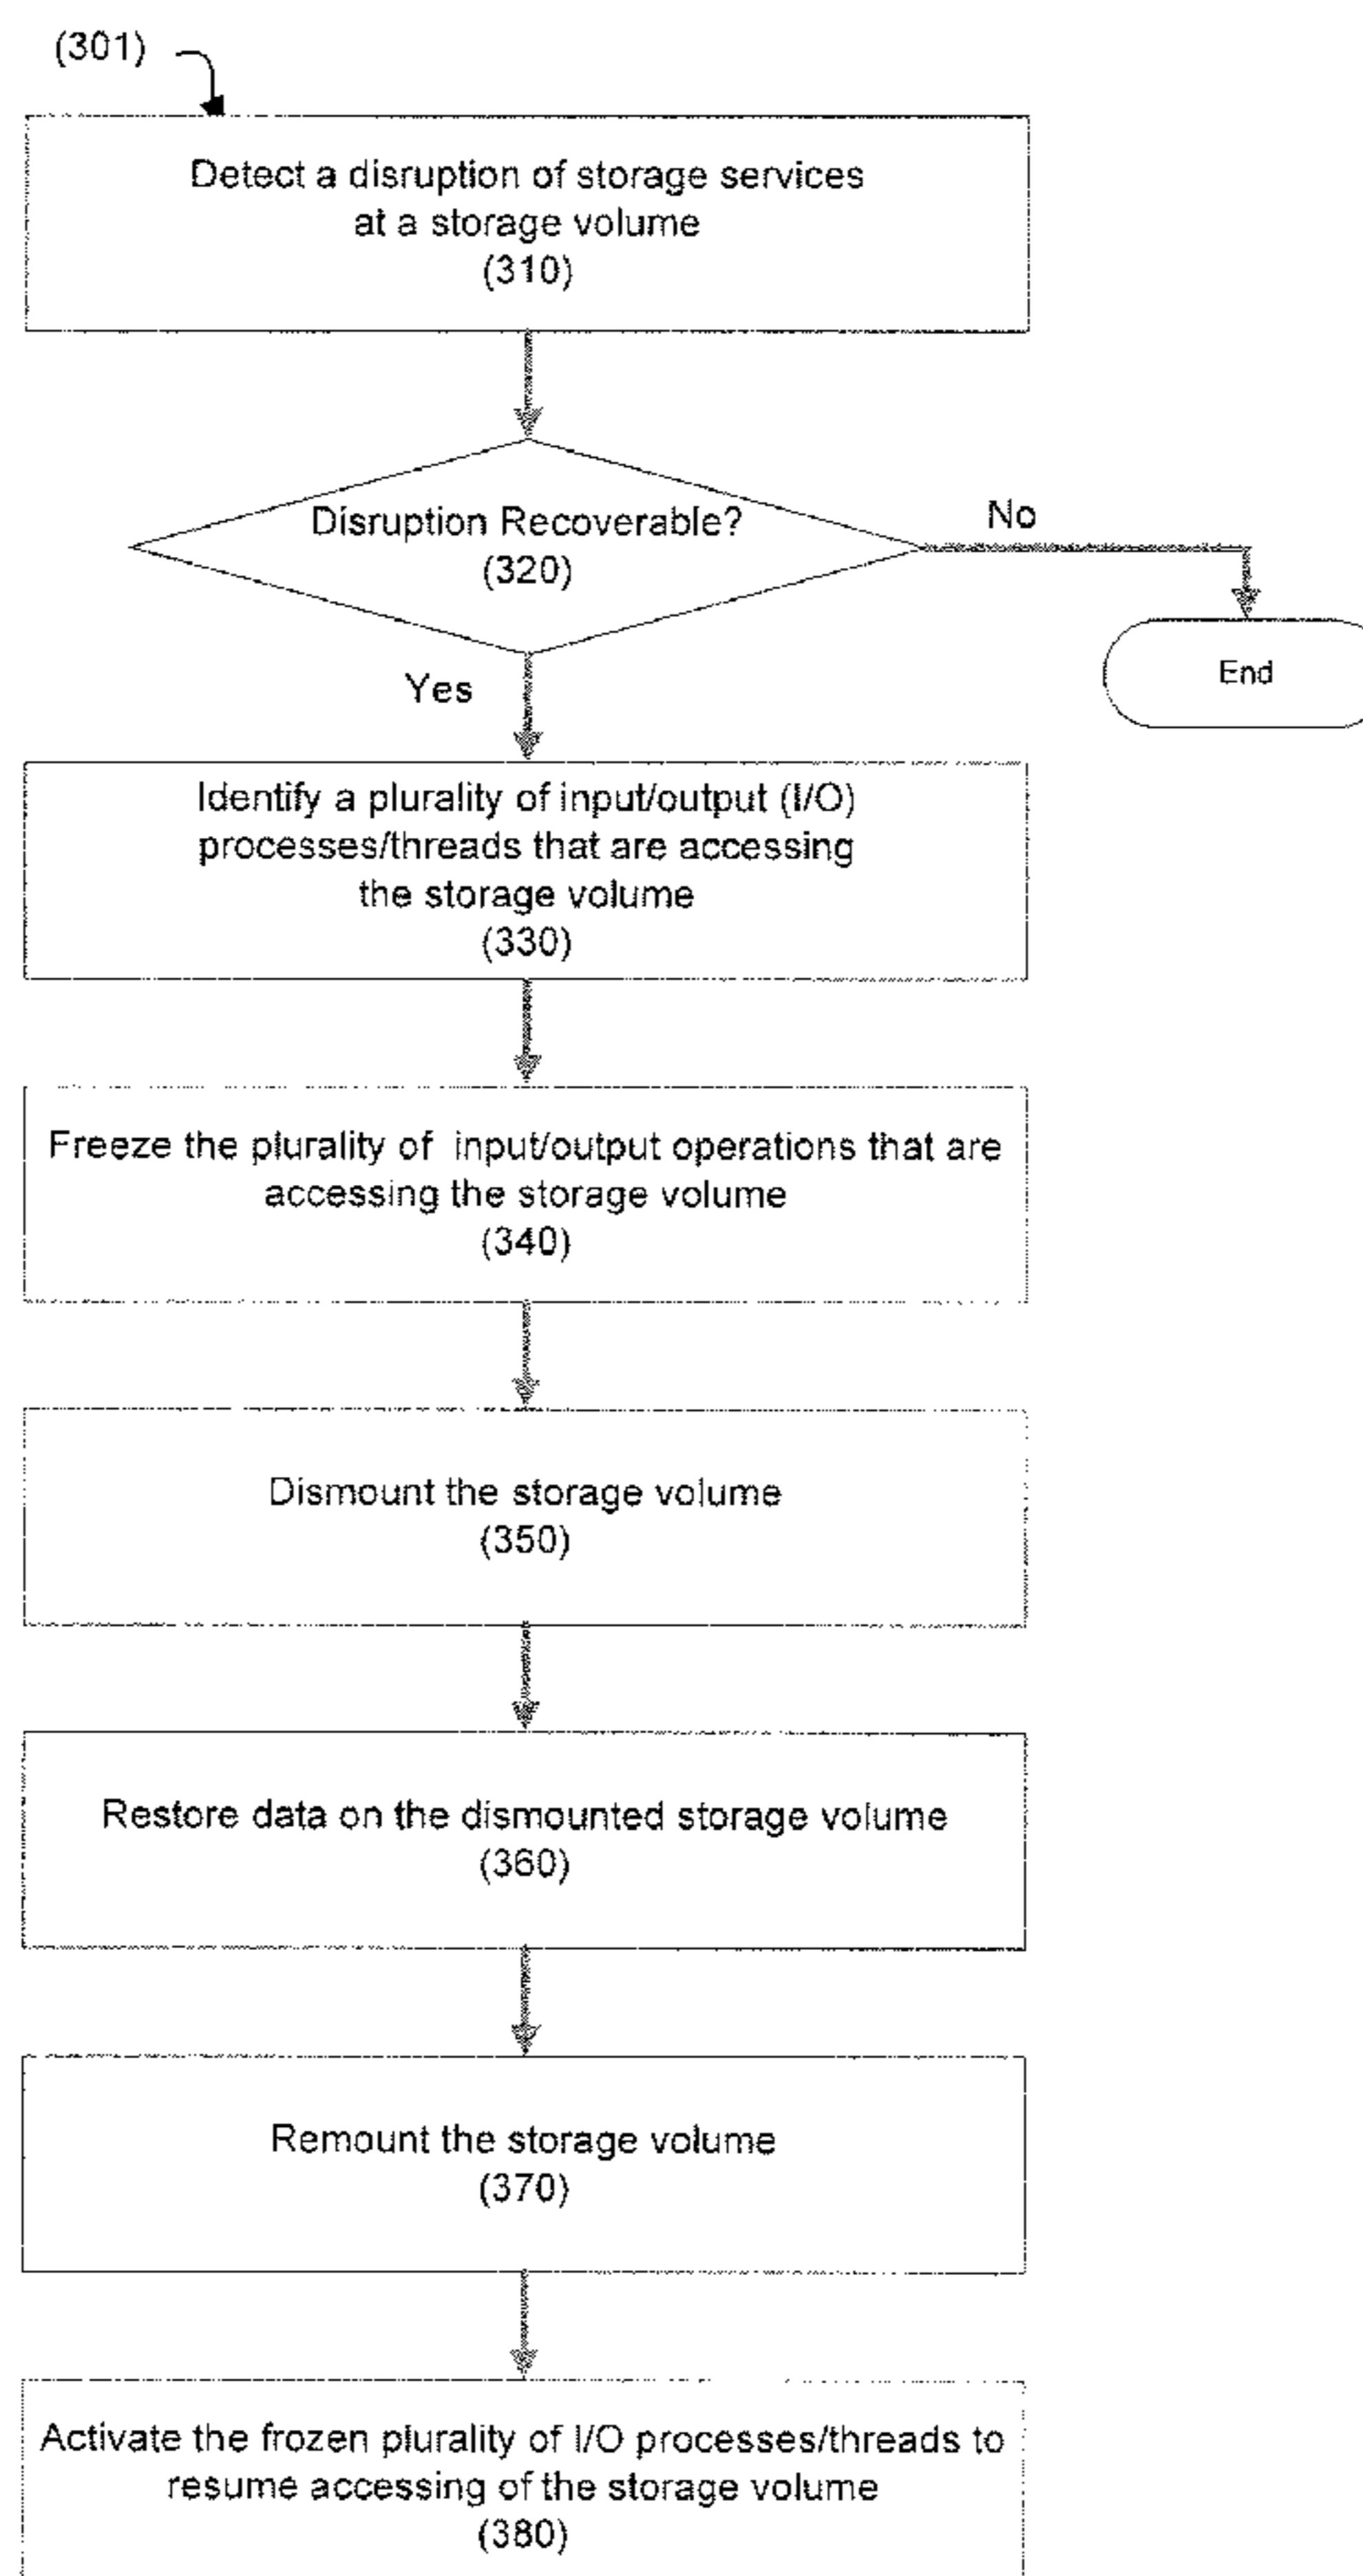 (301)
Detect a disruption of storage services
at a storage volume
(310)
Disruption Recoverable?
(320)
No
End
Yes
Identify a plurality of input/output (I/O)
processes/threads that are accessing
the storage volume
(330)
Freeze the plurality of input/output operations that are
accessing the storage volume
(340)
Dismount the storage volume
(350)
Restore data on the dismounted storage volume
(360)
Remount the storage volume
(370)
Activate the frozen plurality of I/O processes/threads to
resume accessing of the storage volume
(380)